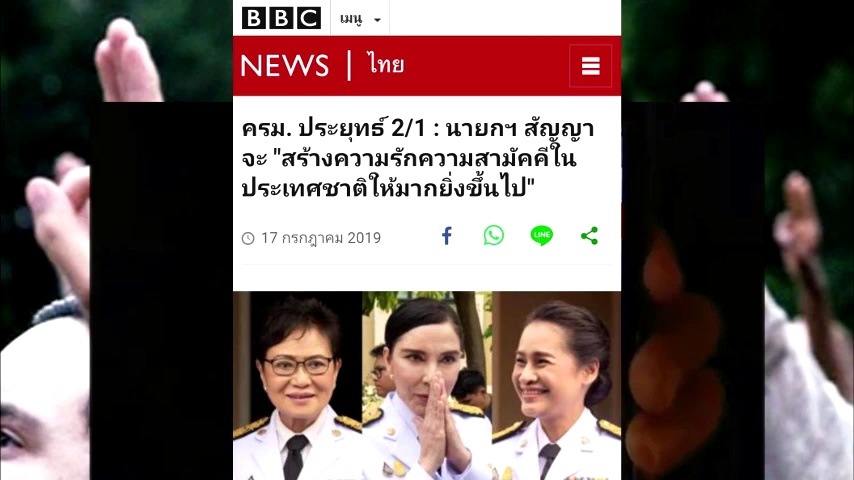 BBC เมนู
NEWS | ไทย
ครม. ประยุทธ์ 2/1 : นายกฯ สัญญา
จะ "สร้างความรักความสามัคคีใน
ประเทศชาติให้มากยิ่งขึ้นไป"
17 กรกฎาคม 2019
LINE